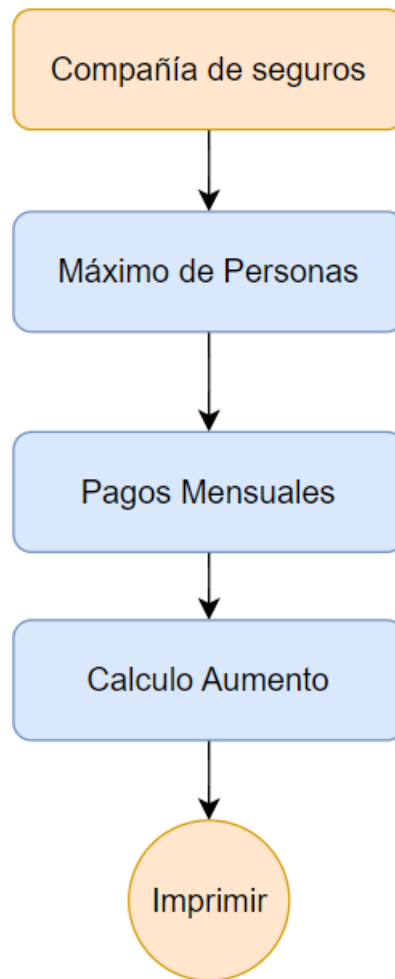 Compañía de seguros
Máximo de Personas
Pagos Mensuales
Calculo Aumento
Imprimir